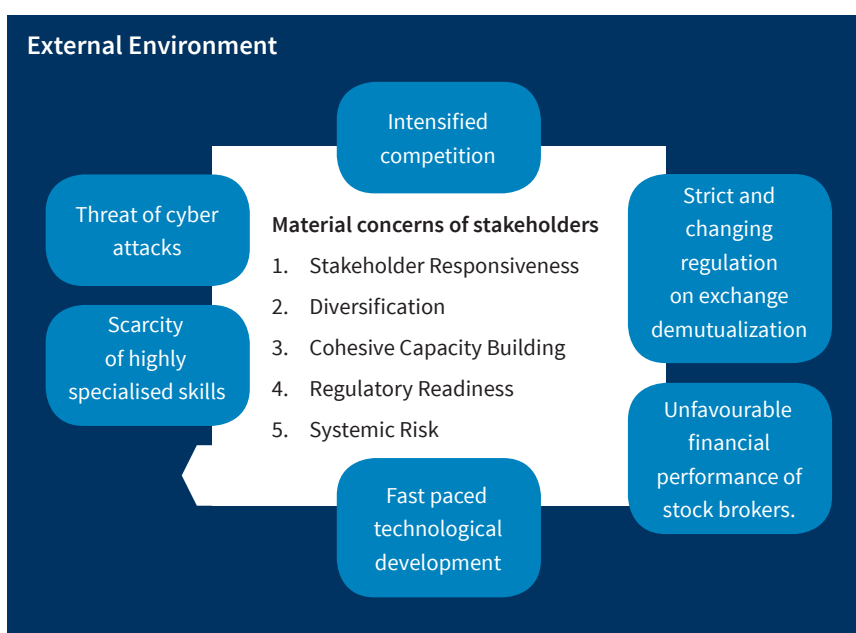 External Environment
Intensified
competition
Threat of cyber
attacks
Scarcity
of highly
specialised skills
Material concerns of stakeholders
1. Stakeholder Responsiveness
2. Diversification
3. Cohesive Capacity Building
4. Regulatory Readiness
5. Systemic Risk
Strict and
changing
regulation
on exchange
demutualization
Unfavourable
financial
performance of
stock brokers.
Fast paced
technological
development